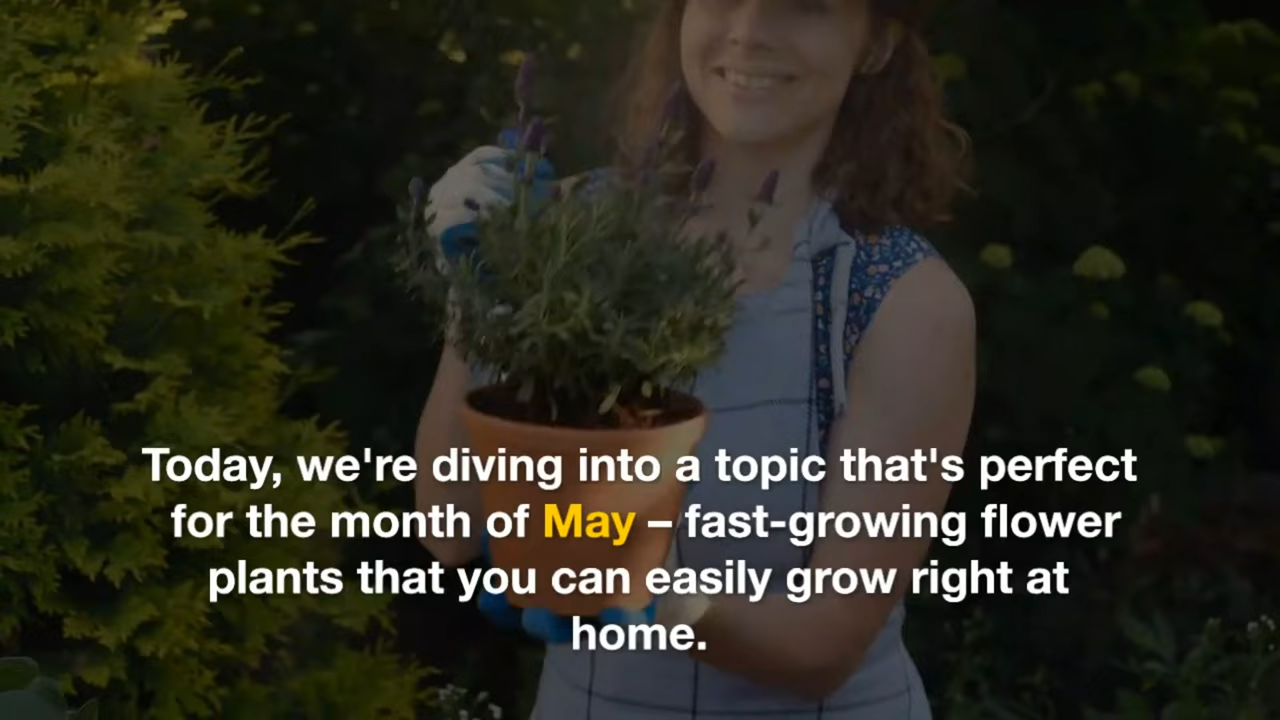 Today, we're diving into a topic that's perfect
for the month of May – fast-growing flower
plants that you can easily grow right at
home.